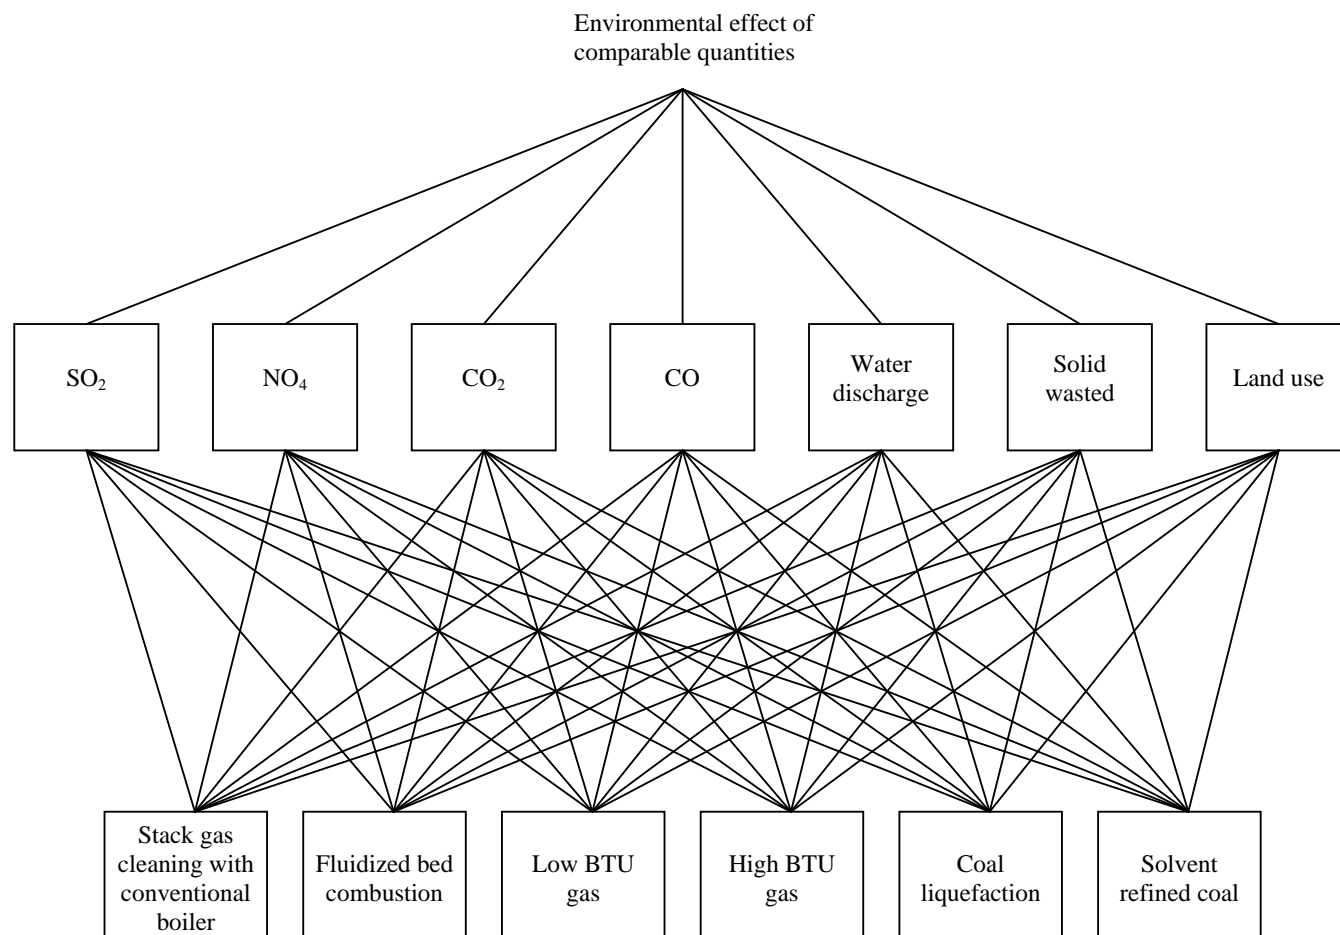 Environmental effect of
comparable quantities
SO₂
NO₄
CO₂
CO
Water
discharge
Solid
wasted
Land use
Stack gas
cleaning with
conventional
boiler
Fluidized bed
combustion
Low BTU
gas
High BTU
gas
Coal
liquefaction
Solvent
refined coal